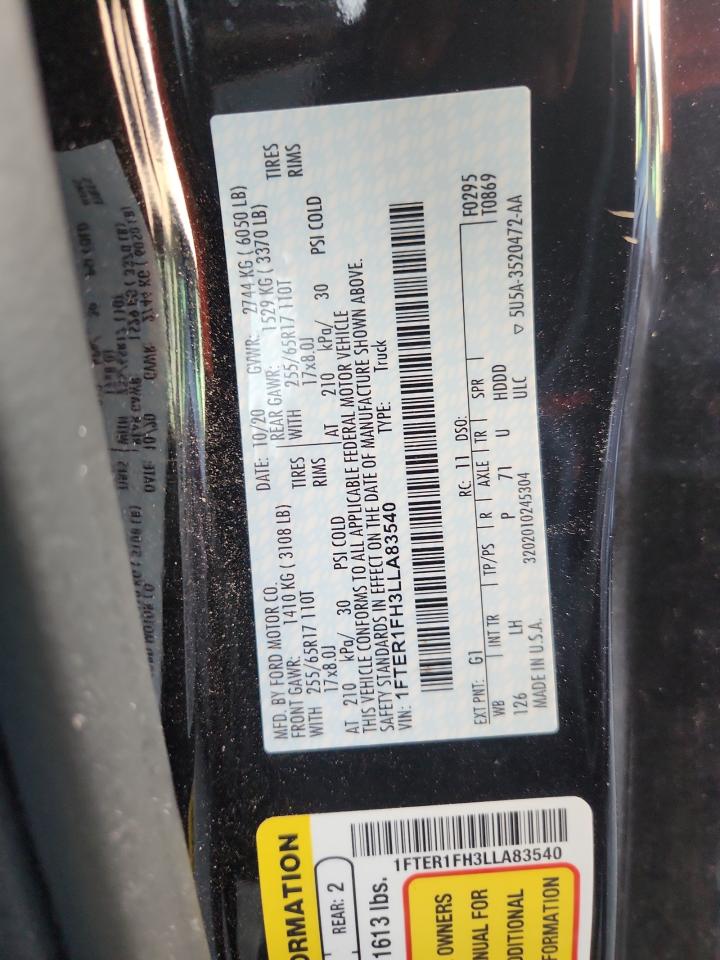 MFD. BY FORD MOTOR CO.
DATE: 10/20 GVWR: 2744 KG ( 6050 LB)
FRONT GAWR: 1410 KG ( 3108 LB) REAR GAWR: 1529 KG ( 3370 LB)
WITH 255/65R17 110T TIRES WITH 255/65R17 110T TIRES
17x8.0J RIMS 17x8.0J RIMS
AT 210 kPa/ 30 PSI COLD AT 210 kPa/ 30 PSI COLD
THIS VEHICLE CONFORMS TO ALL APPLICABLE FEDERAL MOTOR VEHICLE
SAFETY STANDARDS IN EFFECT ON THE DATE OF MANUFACTURE SHOWN ABOVE.
VIN: 1FTER1FH3LLA83540 TYPE: Truck
F0295
T0869
EXT PNT: G1 RC: 11 DSO:
WB INT TR TP/PS R AXLE TR SPR
126 LH P 71 U HDDD
ULC
MADE IN U.S.A. 3202010245304 ▽ 5U5A-3520472-AA
ORMATION
REAR: 2
1613 lbs.
1FTER1FH3LLA83540
OWNERS
NUAL FOR
DDITIONAL
FORMATION